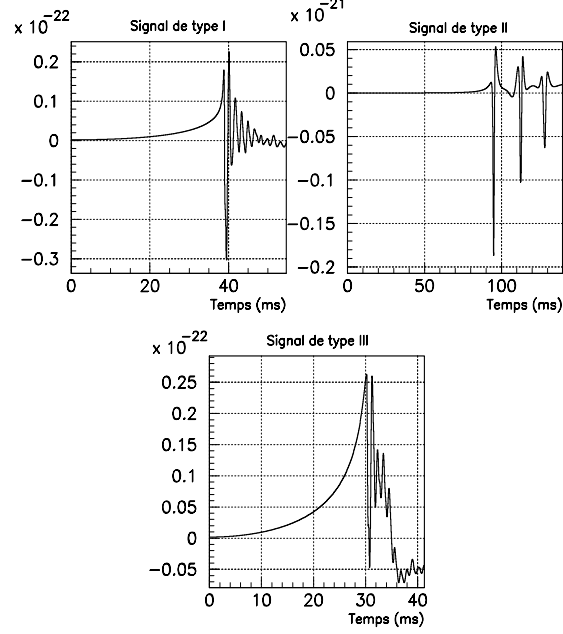 Signal de type I
x 10⁻²²
0.2
0.1
0
−0.1
−0.2
−0.3
0 20 40
Temps (ms)
Signal de type II
x 10⁻²¹
0.05
0
−0.05
−0.1
−0.15
−0.2
0 50 100
Temps (ms)
Signal de type III
x 10⁻²²
0.25
0.2
0.15
0.1
0.05
0
−0.05
0 10 20 30 40
Temps (ms)